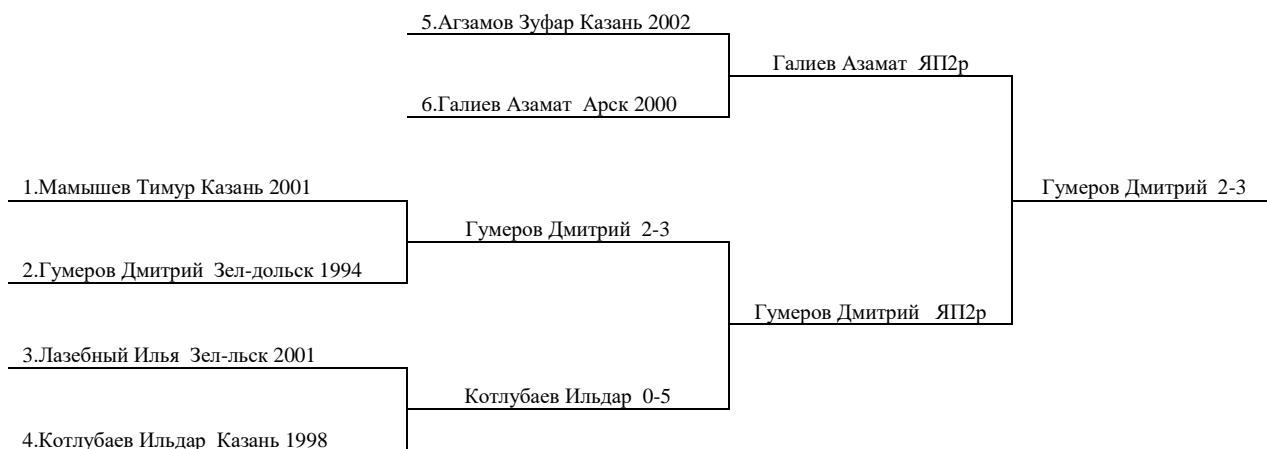 5.Агзамов Зуфар Казань 2002
Галиев Азамат ЯП2р
6.Галиев Азамат Арск 2000
1.Мамышев Тимур Казань 2001
Гумеров Дмитрий 2-3
Гумеров Дмитрий 2-3
2.Гумеров Дмитрий Зел-дольск 1994
Гумеров Дмитрий ЯП2р
3.Лазебный Илья Зел-льск 2001
Котлубаев Ильдар 0-5
4.Котлубаев Ильдар Казань 1998